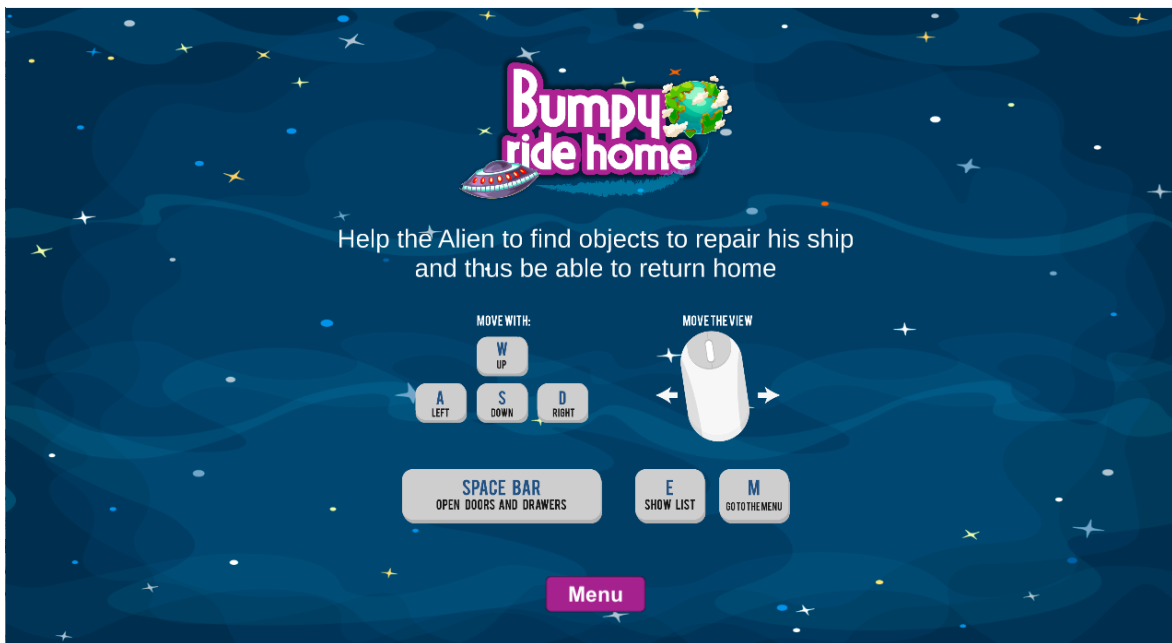 Bumpy
ride home
Help the Alien to find objects to repair his ship
and thus be able to return home
MOVE WITH:
W
UP
A
LEFT
S
DOWN
D
RIGHT
MOVE THE VIEW
SPACE BAR
OPEN DOORS AND DRAWERS
E
SHOW LIST
M
GO TO THE MENU
Menu